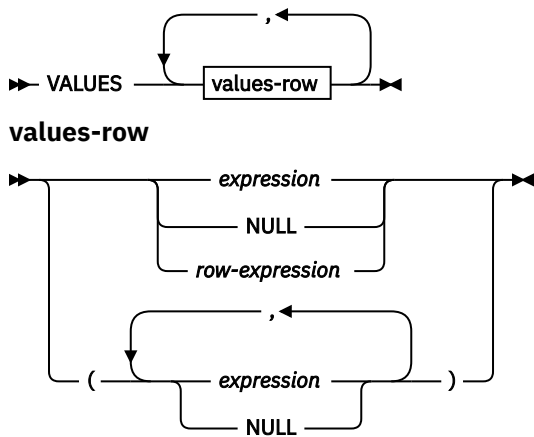 ,
VALUES values-row
values-row
expression
NULL
row-expression
,
( expression )
NULL